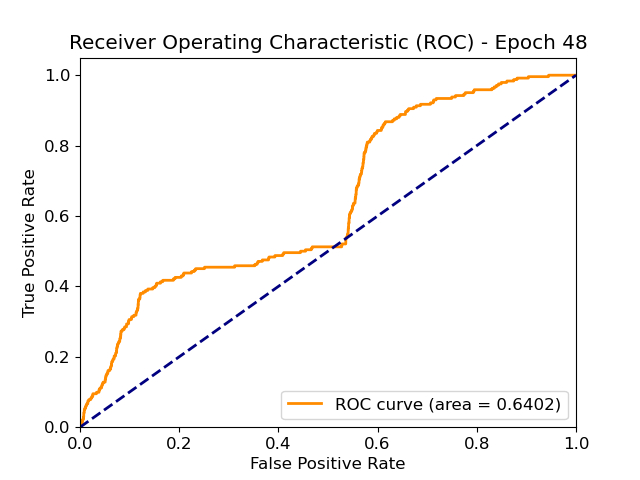 Receiver Operating Characteristic (ROC) - Epoch 48
True Positive Rate
1.0
0.8
0.6
0.4
0.2
0.0
ROC curve (area = 0.6402)
0.0 0.2 0.4 0.6 0.8 1.0
False Positive Rate